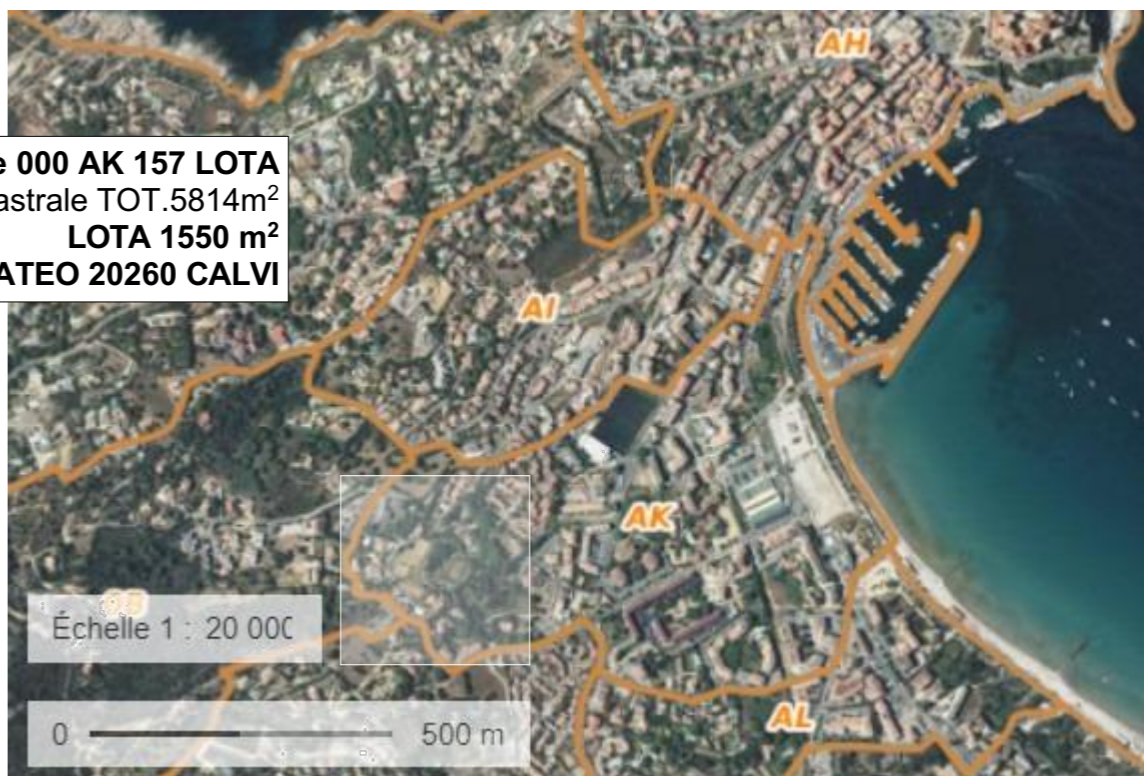 AH
e 000 AK 157 LOTA
astrale TOT.5814m²
LOTA 1550 m²
ATEO 20260 CALVI
AI
AK
Échelle 1 : 20 000
0 500 m
AL